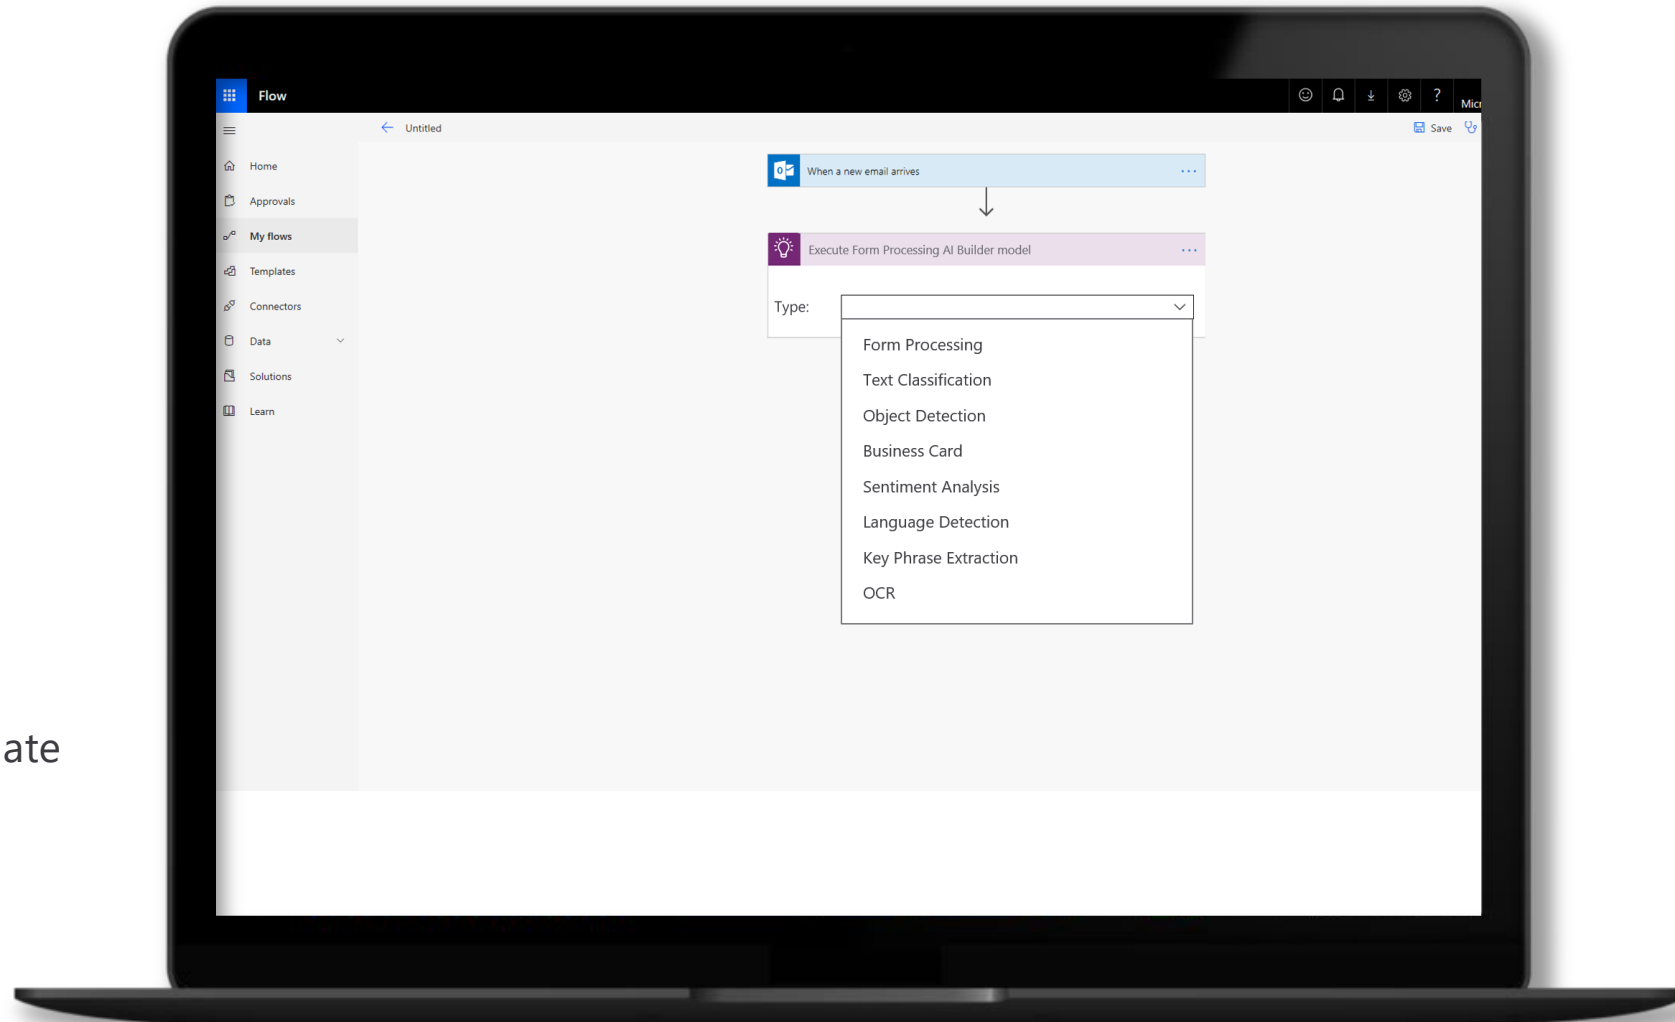 Flow
?
Micr
Untitled
Save
Home
Approvals
My flows
Templates
Connectors
Data
Solutions
Learn
When a new email arrives
...
Execute Form Processing AI Builder model
...
Type:
Form Processing
Text Classification
Object Detection
Business Card
Sentiment Analysis
Language Detection
Key Phrase Extraction
OCR
ate